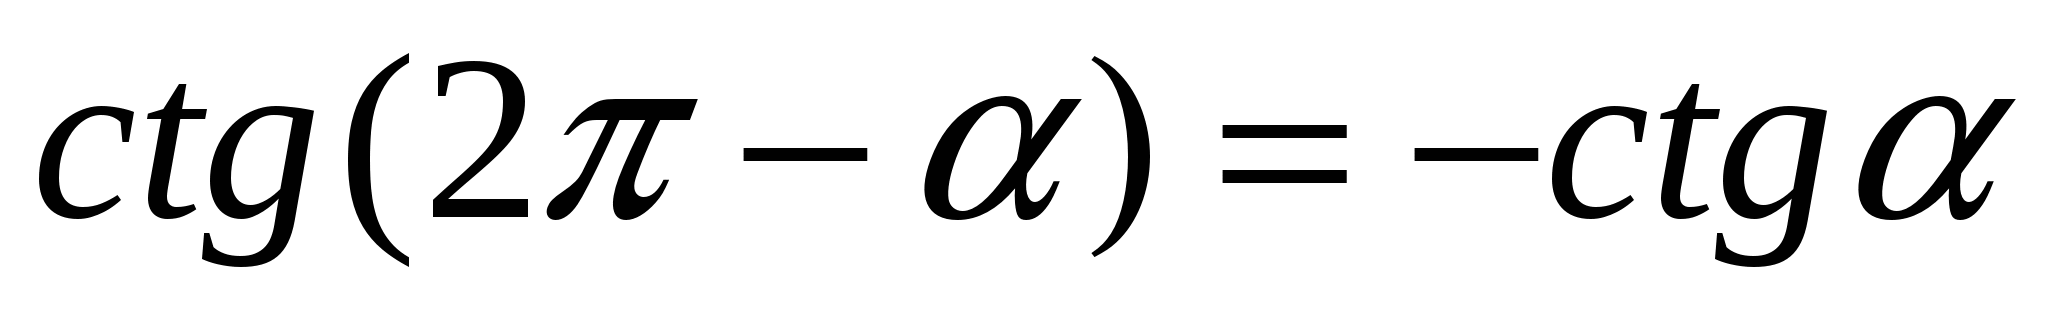 ctg(2π − α) = −ctgα